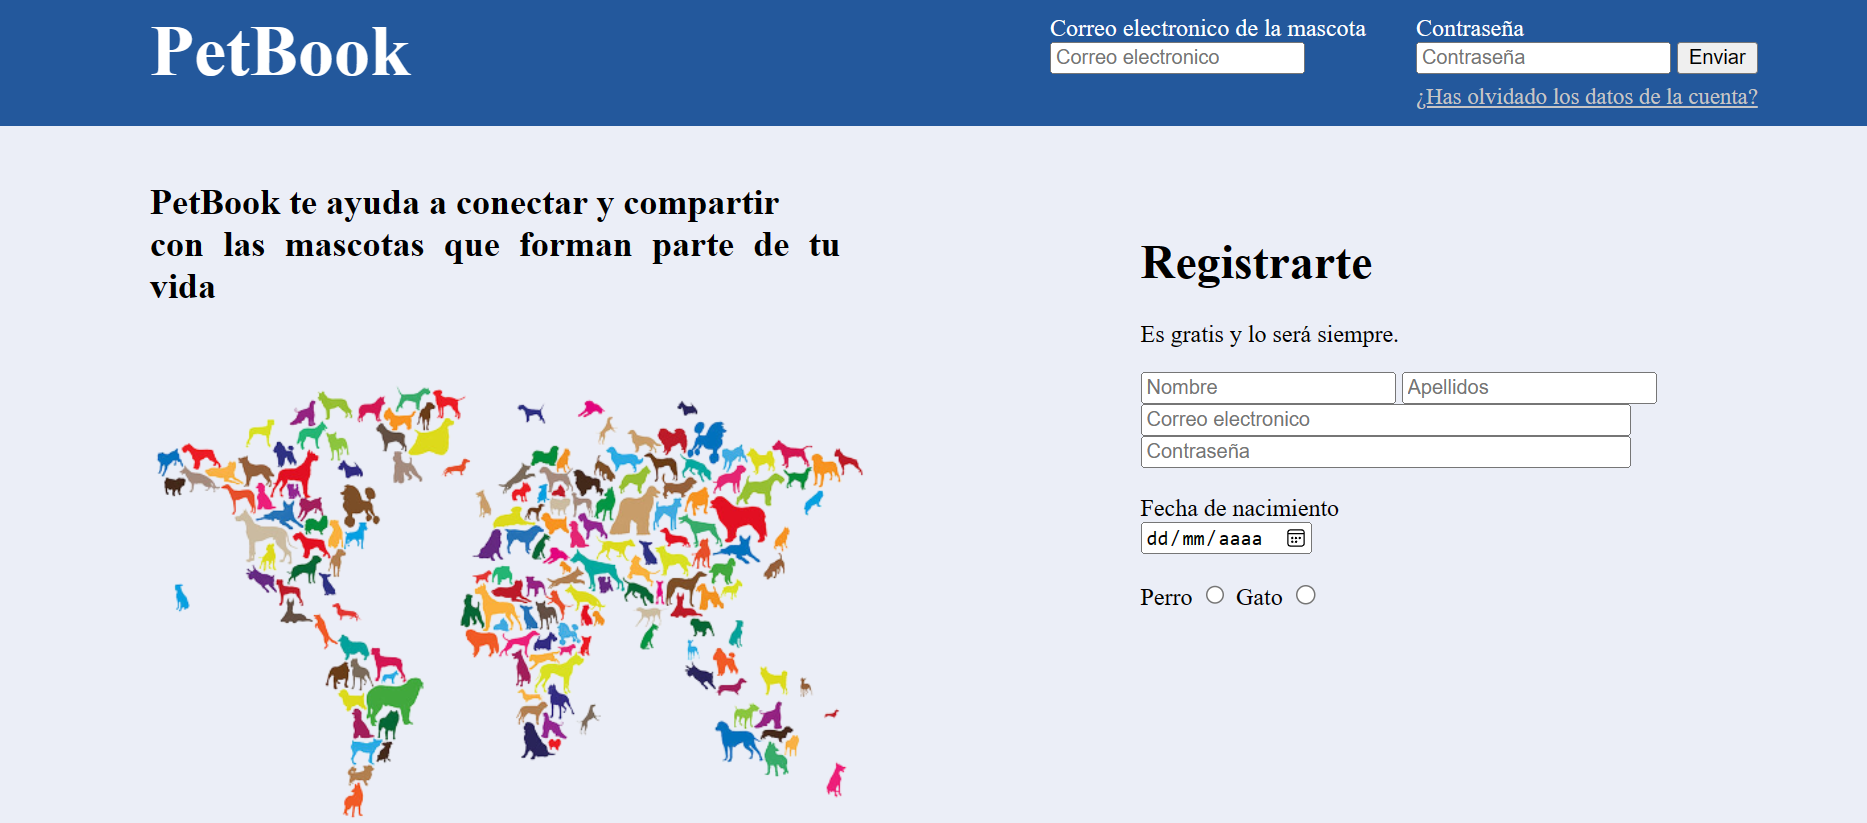 PetBook
Correo electronico de la mascota
Correo electronico
Contraseña
Contraseña
Enviar
¿Has olvidado los datos de la cuenta?
PetBook te ayuda a conectar y compartir
con las mascotas que forman parte de tu
vida
Registrarte
Es gratis y lo será siempre.
Nombre Apellidos
Correo electronico
Contraseña
Fecha de nacimiento
dd/mm/aaaa
Perro Gato